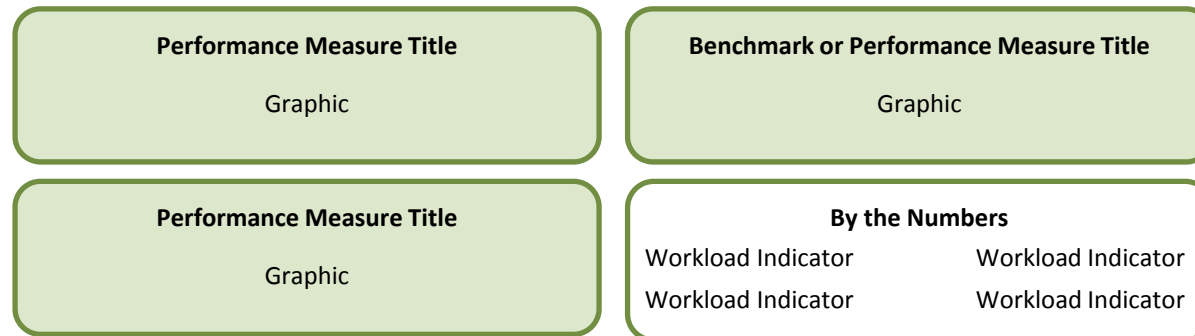 Performance Measure Title
Graphic
Benchmark or Performance Measure Title
Graphic
Performance Measure Title
Graphic
By the Numbers
Workload Indicator Workload Indicator
Workload Indicator Workload Indicator